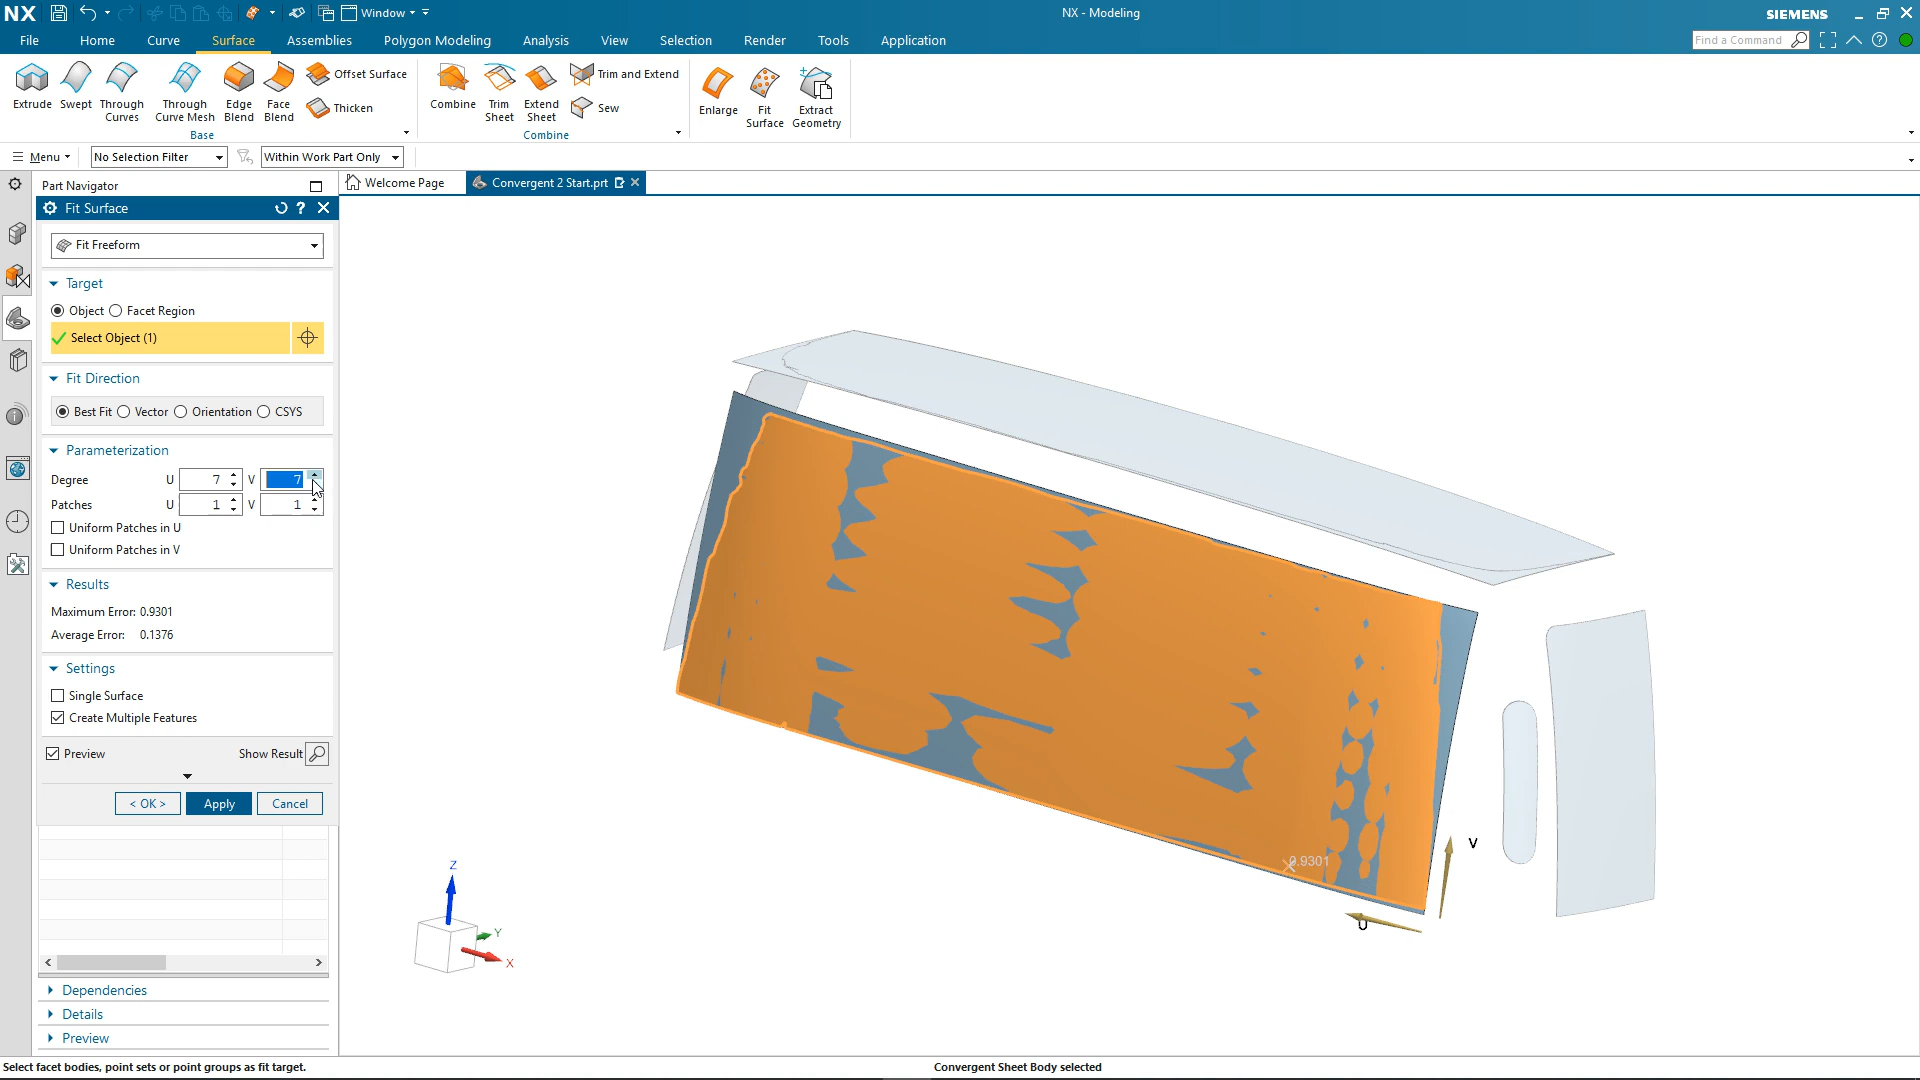 NX
Window
NX - Modeling
SIEMENS
File Home Curve Surface Assemblies Polygon Modeling Analysis View Selection Render Tools Application
Find a Command
Extrude
Swept
Through
Curves
Through
Curve Mesh
Edge
Blend
Face
Blend
Offset Surface
Thicken
Base
Combine
Trim
Sheet
Extend
Sheet
Trim and Extend
Sew
Combine
Enlarge
Fit
Surface
Extract
Geometry
Menu
No Selection Filter
Within Work Part Only
Part Navigator
Welcome Page
Convergent 2 Start.prt
Fit Surface
Fit Freeform
Target
Object Facet Region
Select Object (1)
Fit Direction
Best Fit Vector Orientation CSYS
Parameterization
Degree U 7 V 7
Patches U 1 V 1
Uniform Patches in U
Uniform Patches in V
Results
Maximum Error: 0.9301
Average Error: 0.1376
Settings
Single Surface
Create Multiple Features
Preview Show Result
< OK > Apply Cancel
Dependencies
Details
Preview
0.9301
V
U
Z
Y
X
Select facet bodies, point sets or point groups as fit target.
Convergent Sheet Body selected